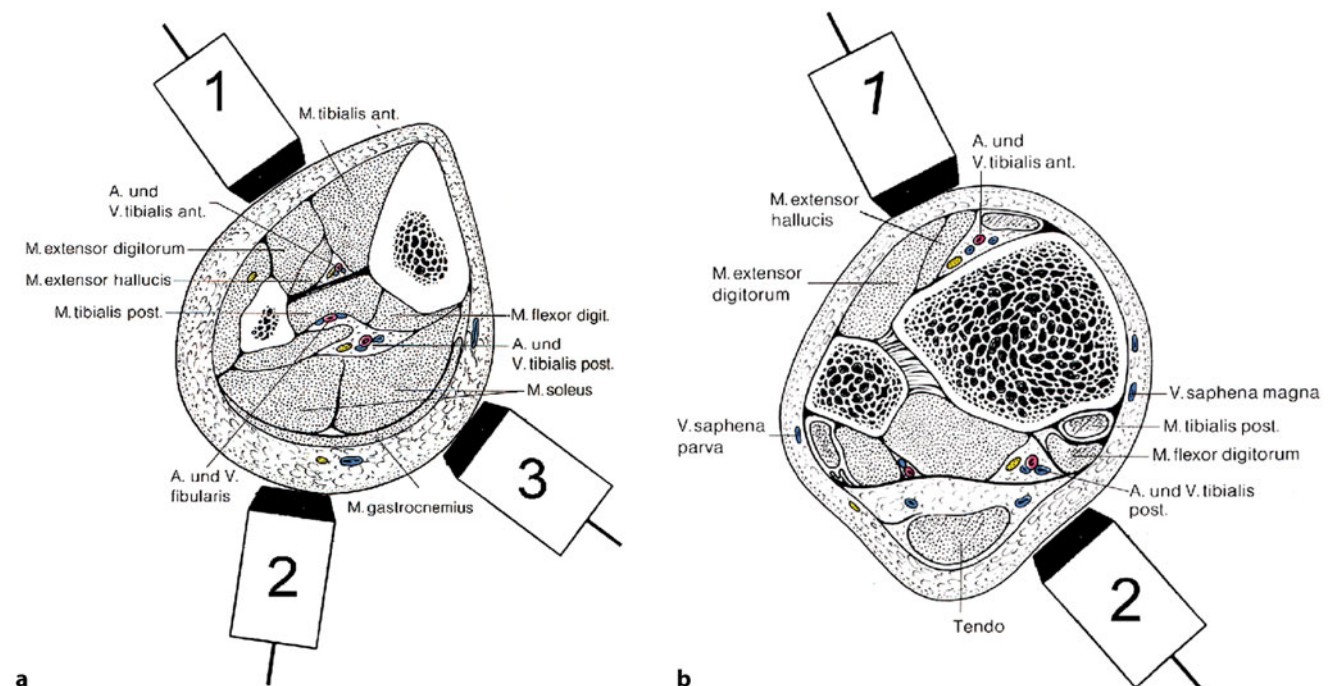 1
M. tibialis ant.
A. und
V. tibialis ant.
M. extensor digitorum
M. extensor hallucis
M. tibialis post.
M. flexor digit.
A. und
V. tibialis post.
M. soleus
A. und V.
fibularis
M. gastrocnemius
3
2
a
1
A. und
V. tibialis ant.
M. extensor
hallucis
M. extensor
digitorum
V. saphena magna
V. saphena
parva
M. tibialis post.
M. flexor digitorum
A. und V. tibialis
post.
2
Tendo
b